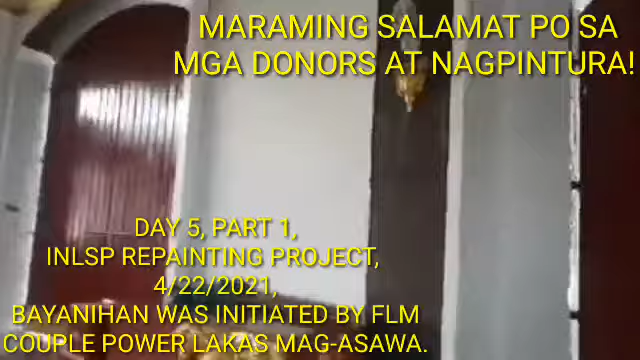 MARAMING SALAMAT PO SA
MGA DONORS AT NAGPINTURA!
DAY 5, PART 1,
INLSP REPAINTING PROJECT,
4/22/2021,
BAYANIHAN WAS INITIATED BY FLM
COUPLE POWER LAKAS MAG-ASAWA.